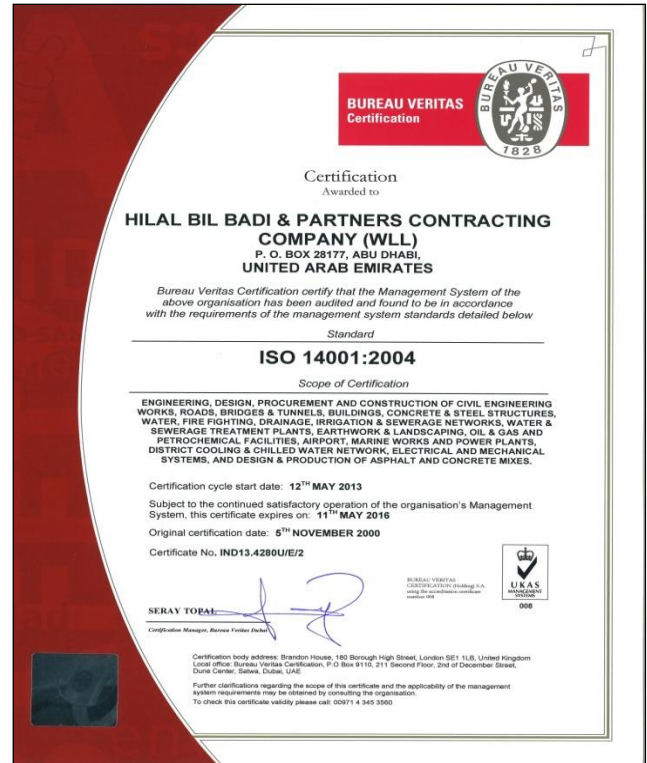 BUREAU VERITAS
Certification
BUREAU VERITAS
1828
Certification
Awarded to
HILAL BIL BADI & PARTNERS CONTRACTING
COMPANY (WLL)
P. O. BOX 28177, ABU DHABI,
UNITED ARAB EMIRATES
Bureau Veritas Certification certify that the Management System of the
above organisation has been audited and found to be in accordance
with the requirements of the management system standards detailed below
Standard
ISO 14001:2004
Scope of Certification
ENGINEERING, DESIGN, PROCUREMENT AND CONSTRUCTION OF CIVIL ENGINEERING
WORKS, ROADS, BRIDGES & TUNNELS, BUILDINGS, CONCRETE & STEEL STRUCTURES,
WATER, FIRE FIGHTING, DRAINAGE, IRRIGATION & SEWERAGE NETWORKS, WATER &
SEWERAGE TREATMENT PLANTS, EARTHWORK & LANDSCAPING, OIL & GAS AND
PETROCHEMICAL FACILITIES, AIRPORT, MARINE WORKS AND POWER PLANTS,
DISTRICT COOLING & CHILLED WATER NETWORK, ELECTRICAL AND MECHANICAL
SYSTEMS, AND DESIGN & PRODUCTION OF ASPHALT AND CONCRETE MIXES.
Certification cycle start date: 12TH MAY 2013
Subject to the continued satisfactory operation of the organisation's Management
System, this certificate expires on: 11TH MAY 2016
Original certification date: 5TH NOVEMBER 2000
Certificate No. IND13.4280U/E/2
BUREAU VERITAS
CERTIFICATION (Holding) S.A.
using the accreditation certificate
number 008
UKAS
MANAGEMENT
SYSTEMS
008
SERAY TOPAL
Certification Manager, Bureau Veritas Dubai
Certification body address: Brandon House, 180 Borough High Street, London SE1 1LB, United Kingdom
Local office: Bureau Veritas Certification, P.O Box 9110, 211 Second Floor, 2nd of December Street,
Dune Center, Satwa, Dubai, UAE
Further clarifications regarding the scope of this certificate and the applicability of the management
system requirements may be obtained by consulting the organisation.
To check this certificate validity please call: 00971 4 345 3560